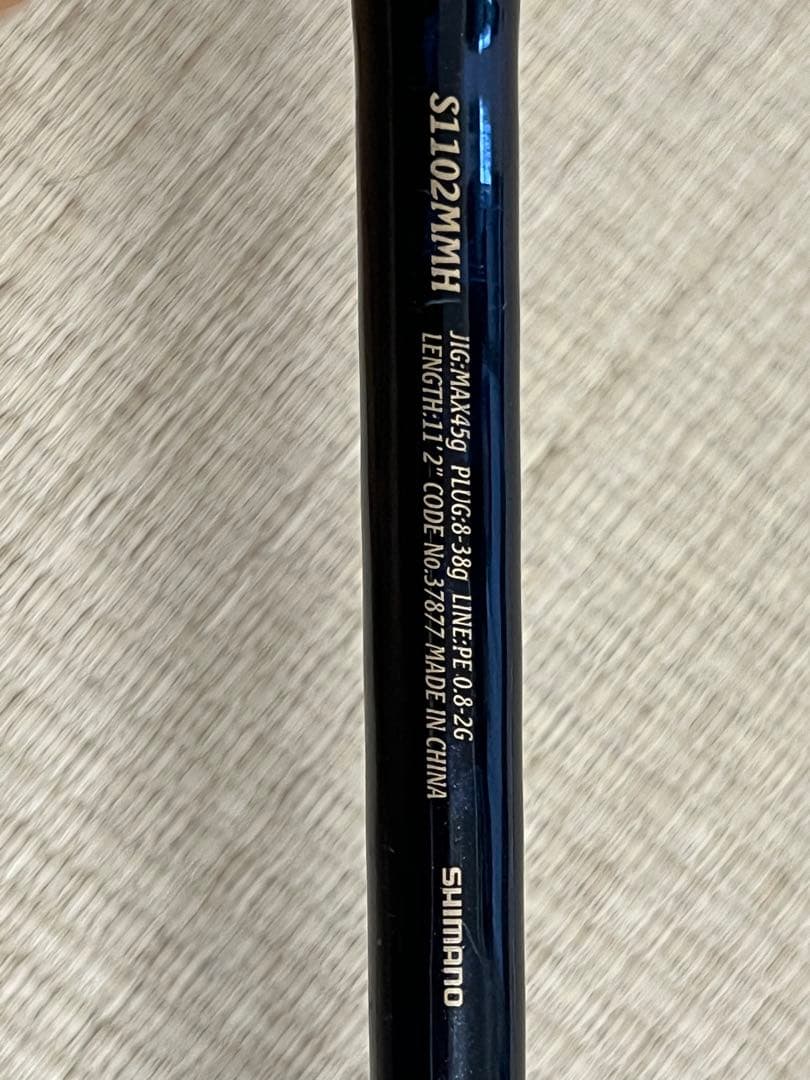 S1102MMH
JIG:MAX45g PLUG:8-38g LINE:PE 0.8-2G
LENGTH:11'2" CODE No.37877 MADE IN CHINA
SHIMANO